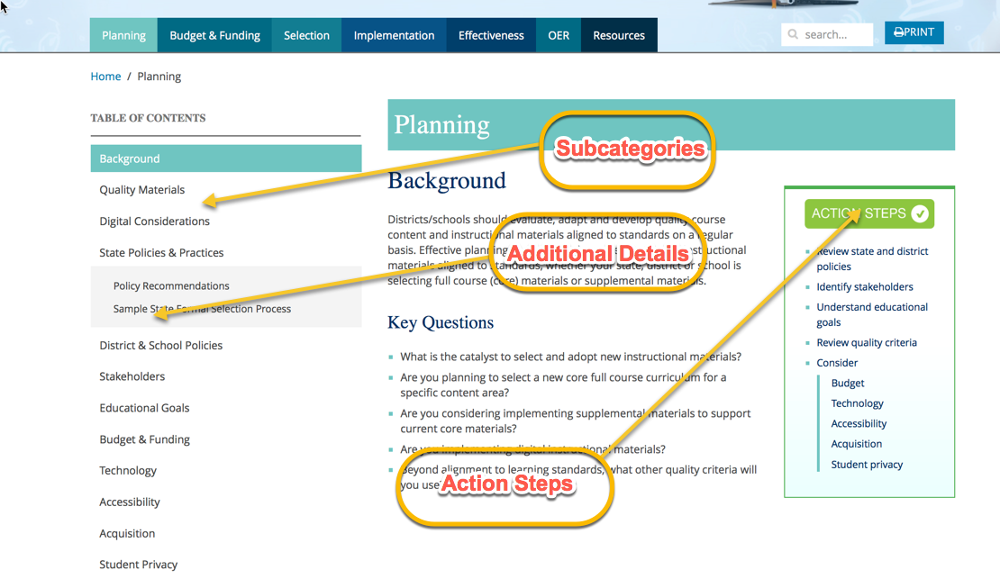 Planning Budget & Funding Selection Implementation Effectiveness OER Resources
search...
PRINT
Home / Planning
TABLE OF CONTENTS
Background
Quality Materials
Digital Considerations
State Policies & Practices
Policy Recommendations
Sample State Formal Selection Process
District & School Policies
Stakeholders
Educational Goals
Budget & Funding
Technology
Accessibility
Acquisition
Student Privacy
Planning
Subcategories
Background
Districts/schools should evaluate, adapt and develop quality course
content and instructional materials aligned to standards on a regular
basis. Effective planning instructional
materials aligned to standards, whether your state, district or school is
selecting full course (core) materials or supplemental materials.
Additional Details
Key Questions
What is the catalyst to select and adopt new instructional materials?
Are you planning to select a new core full course curriculum for a
specific content area?
Are you considering implementing supplemental materials to support
current core materials?
Are you implementing digital instructional materials?
Beyond alignment to learning standards, what other quality criteria will
you use
Action Steps
ACTION STEPS
Review state and district
policies
Identify stakeholders
Understand educational
goals
Review quality criteria
Consider
Budget
Technology
Accessibility
Acquisition
Student privacy